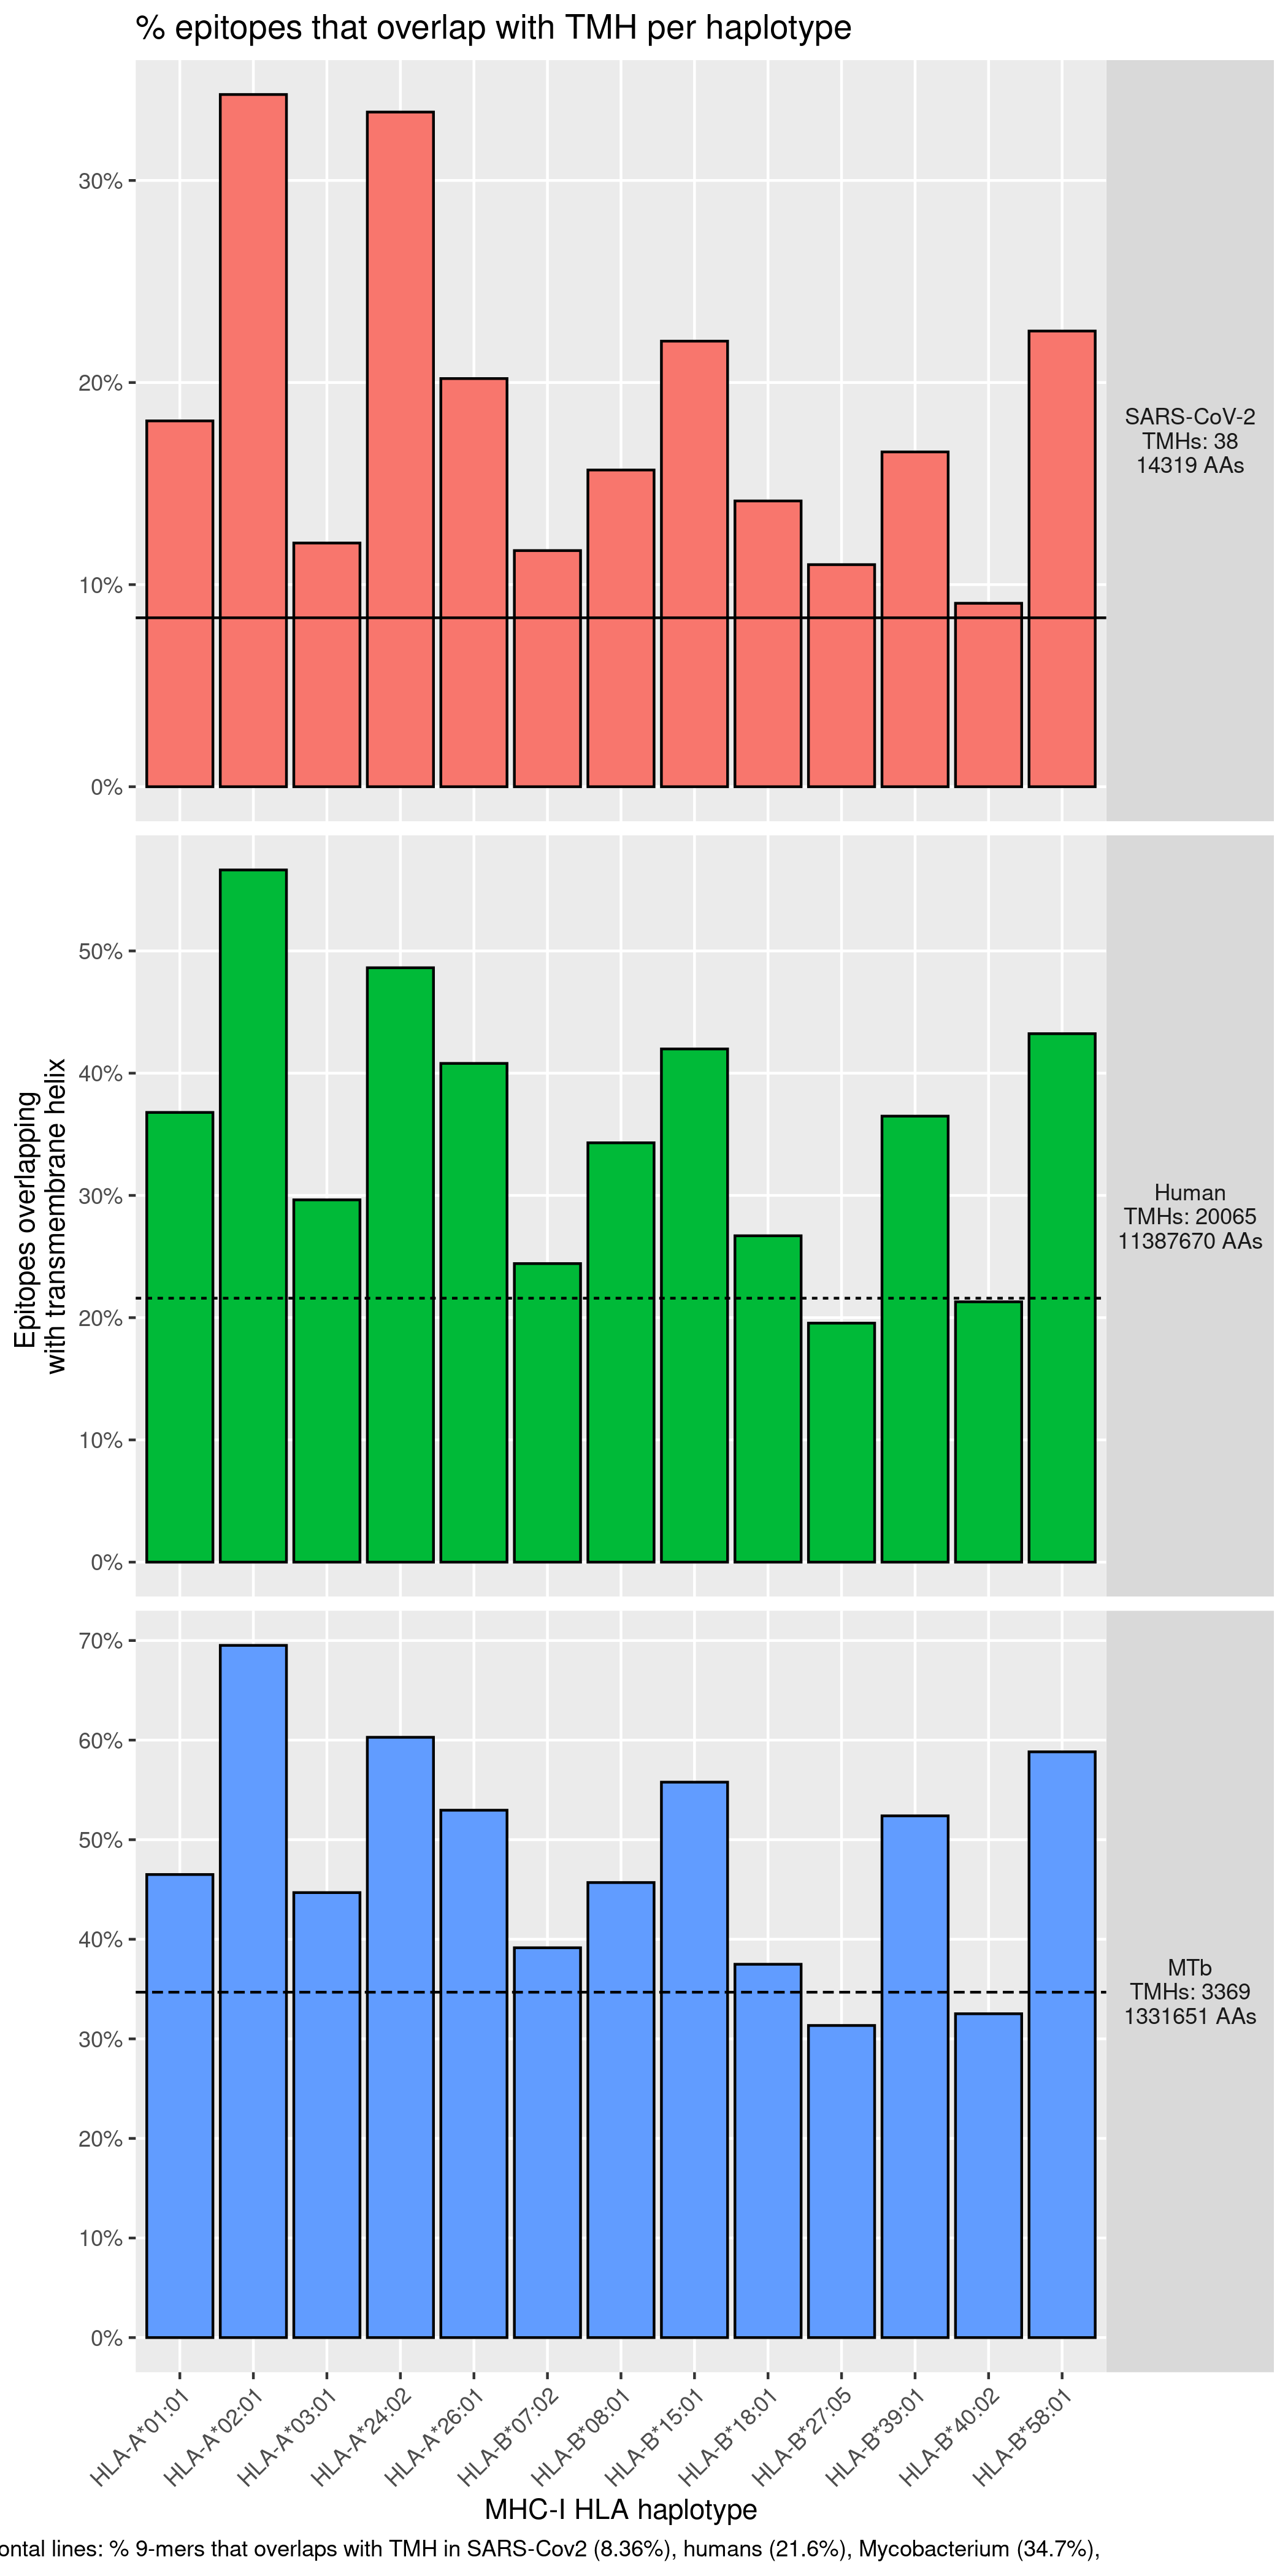 % epitopes that overlap with TMH per haplotype
30%
20%
10%
0%
SARS-CoV-2
TMHs: 38
14319 AAs
50%
40%
30%
20%
10%
0%
Human
TMHs: 20065
11387670 AAs
Epitopes overlapping
with transmembrane helix
70%
60%
50%
40%
30%
20%
10%
0%
MTb
TMHs: 3369
1331651 AAs
HLA-A*01:01
HLA-A*02:01
HLA-A*03:01
HLA-A*24:02
HLA-A*26:01
HLA-B*07:02
HLA-B*08:01
HLA-B*15:01
HLA-B*18:01
HLA-B*27:05
HLA-B*39:01
HLA-B*40:02
HLA-B*58:01
MHC-I HLA haplotype
ontal lines: % 9-mers that overlaps with TMH in SARS-Cov2 (8.36%), humans (21.6%), Mycobacterium (34.7%),